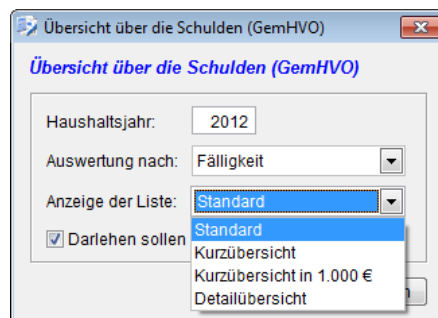 Übersicht über die Schulden (GemHVO)
Übersicht über die Schulden (GemHVO)
Haushaltsjahr: 2012
Auswertung nach: Fälligkeit
Anzeige der Liste: Standard
Standard
Darlehen sollen
Kurzübersicht
Kurzübersicht in 1.000 €
Detailübersicht